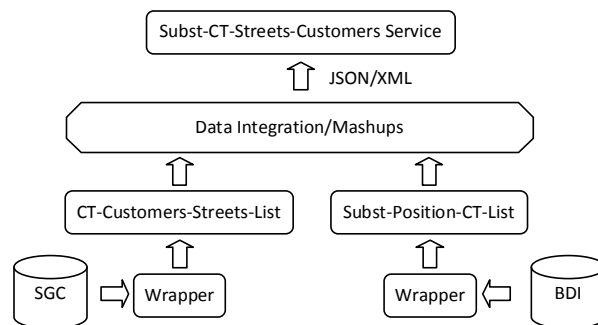 Subst-CT-Streets-Customers Service
JSON/XML
Data Integration/Mashups
CT-Customers-Streets-List
Subst-Position-CT-List
SGC
Wrapper
Wrapper
BDI